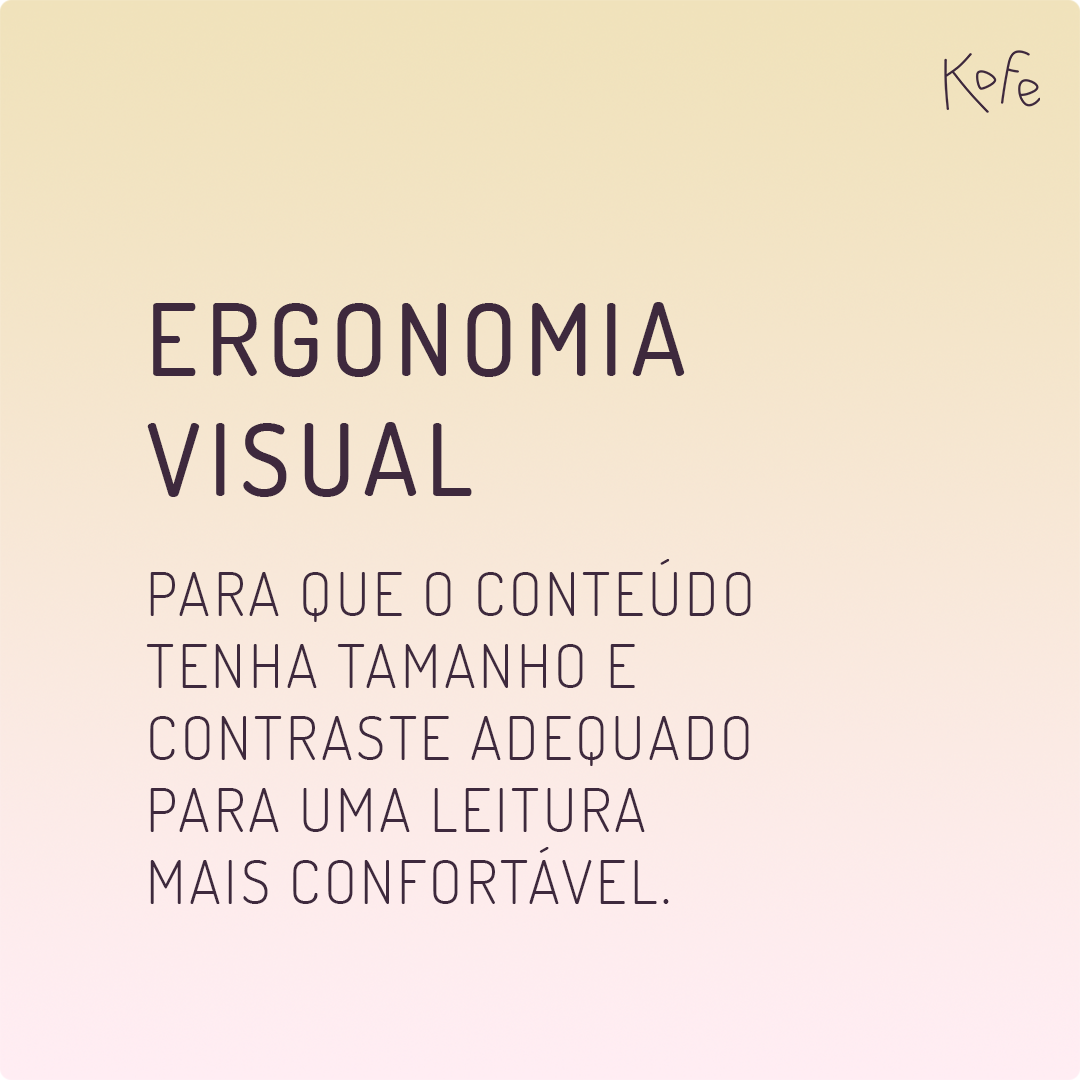 Kofe
ERGONOMIA
VISUAL
PARA QUE O CONTEÚDO
TENHA TAMANHO E
CONTRASTE ADEQUADO
PARA UMA LEITURA
MAIS CONFORTÁVEL.